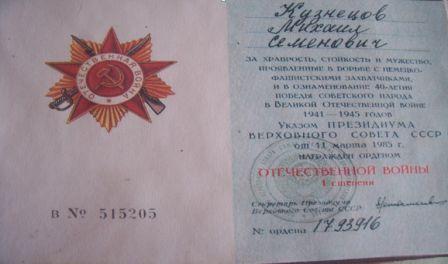 ОТЕЧЕСТВЕННАЯ ВОЙНА
В № 515205
Кузнецов
Михаил
Семенович
ЗА ХРАБРОСТЬ, СТОЙКОСТЬ И МУЖЕСТВО,
ПРОЯВЛЕННЫЕ В БОРЬБЕ С НЕМЕЦКО-
ФАШИСТСКИМИ ЗАХВАТЧИКАМИ,
И В ОЗНАМЕНОВАНИЕ 40-ЛЕТИЯ
ПОБЕДЫ СОВЕТСКОГО НАРОДА
В ВЕЛИКОЙ ОТЕЧЕСТВЕННОЙ ВОЙНЕ
1941—1945 ГОДОВ
Указом ПРЕЗИДИУМА
ВЕРХОВНОГО СОВЕТА СССР
от 11 марта 1985 г.
НАГРАЖДЕН ОРДЕНОМ
ОТЕЧЕСТВЕННОЙ ВОЙНЫ
I степени
Секретарь Президиума
Верховного Совета СССР
№ ордена 1793916